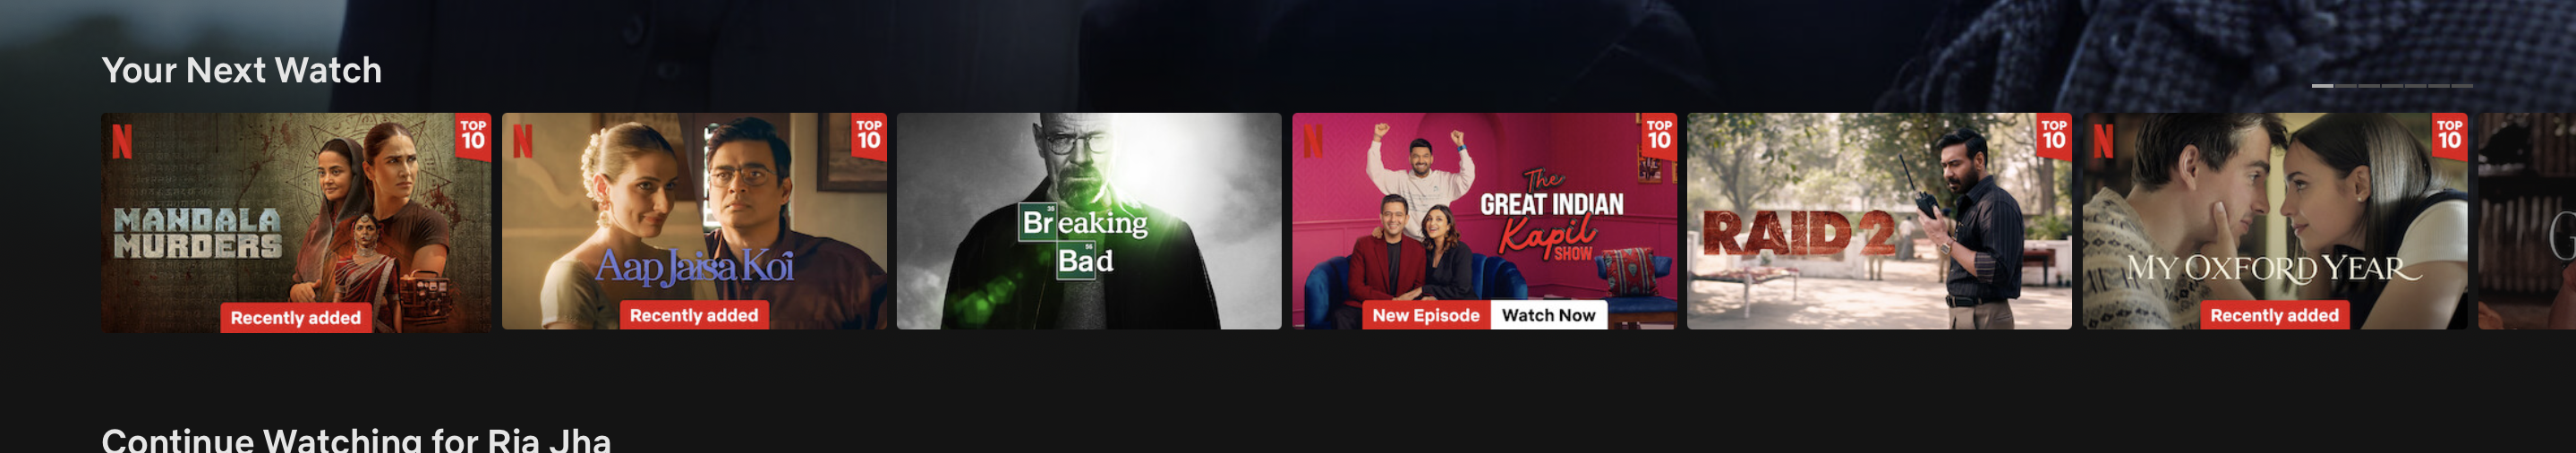 Your Next Watch
N
TOP
10
MANDALA
MURDERS
Recently added
N
TOP
10
Aap Jaisa Koi
Recently added
35
Breaking
56
Bad
N
TOP
10
The
GREAT INDIAN
Kapil
SHOW
New Episode Watch Now
TOP
10
RAID 2
N
TOP
10
MY OXFORD YEAR
Recently added
G
Continue Watching for Ria Jha